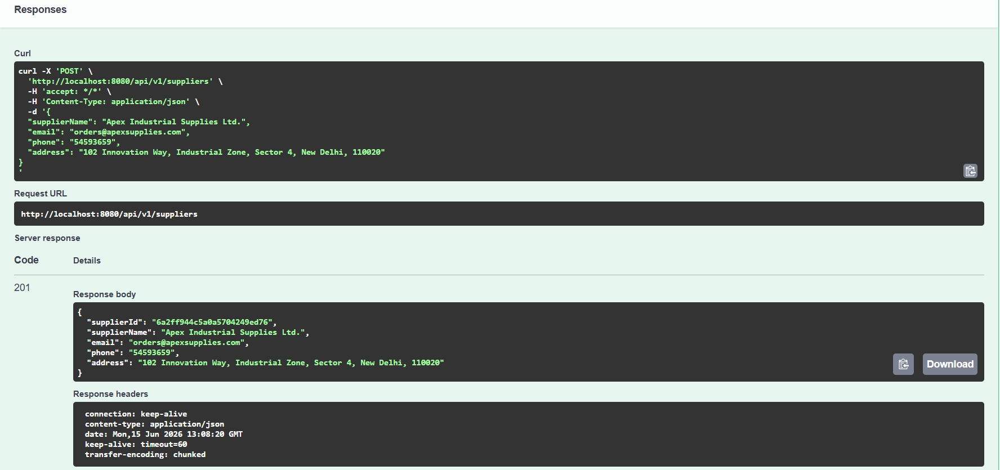 Responses
Curl
curl -X 'POST' \
  'http://localhost:8080/api/v1/suppliers' \
  -H 'accept: */*' \
  -H 'Content-Type: application/json' \
  -d '{
  "supplierName": "Apex Industrial Supplies Ltd.",
  "email": "orders@apexsupplies.com",
  "phone": "54593659",
  "address": "102 Innovation Way, Industrial Zone, Sector 4, New Delhi, 110020"
}
'
Request URL
http://localhost:8080/api/v1/suppliers
Server response
Code Details
201
Response body
{
  "supplierId": "6a2ff944c5a0a5704249ed76",
  "supplierName": "Apex Industrial Supplies Ltd.",
  "email": "orders@apexsupplies.com",
  "phone": "54593659",
  "address": "102 Innovation Way, Industrial Zone, Sector 4, New Delhi, 110020"
}
Download
Response headers
connection: keep-alive
content-type: application/json
date: Mon,15 Jun 2026 13:08:20 GMT
keep-alive: timeout=60
transfer-encoding: chunked